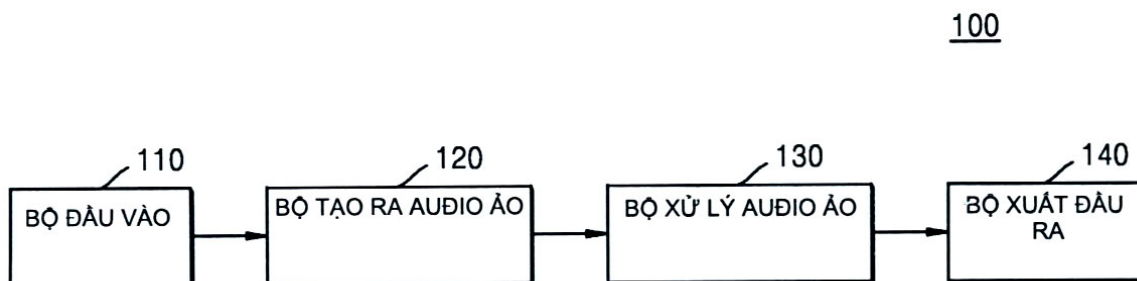 100
110
120
130
140
BỘ ĐẦU VÀO
BỘ TẠO RA AUĐIO ẢO
BỘ XỬ LÝ AUĐIO ẢO
BỘ XUẤT ĐẦU
RA